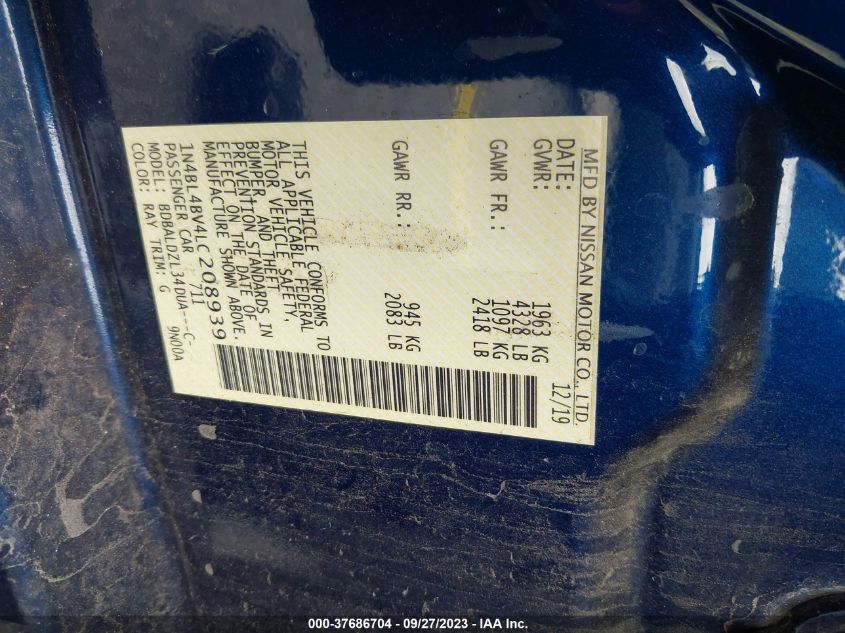 MFD BY NISSAN MOTOR CO., LTD.
DATE: 12/19
GVWR: 1963 KG
4328 LB
GAWR FR.: 1097 KG
2418 LB
GAWR RR.: 945 KG
2083 LB
THIS VEHICLE CONFORMS TO
ALL APPLICABLE FEDERAL
MOTOR VEHICLE SAFETY,
BUMPER, AND THEFT
PREVENTION STANDARDS IN
EFFECT ON THE DATE OF
MANUFACTURE SHOWN ABOVE.
1N4BL4BV4LC208939
PASSENGER CAR 711
MODEL: BDBALDZL34DUA---C- 9N00A
COLOR: RAY TRIM: G
000-37686704 - 09/27/2023 - IAA Inc.